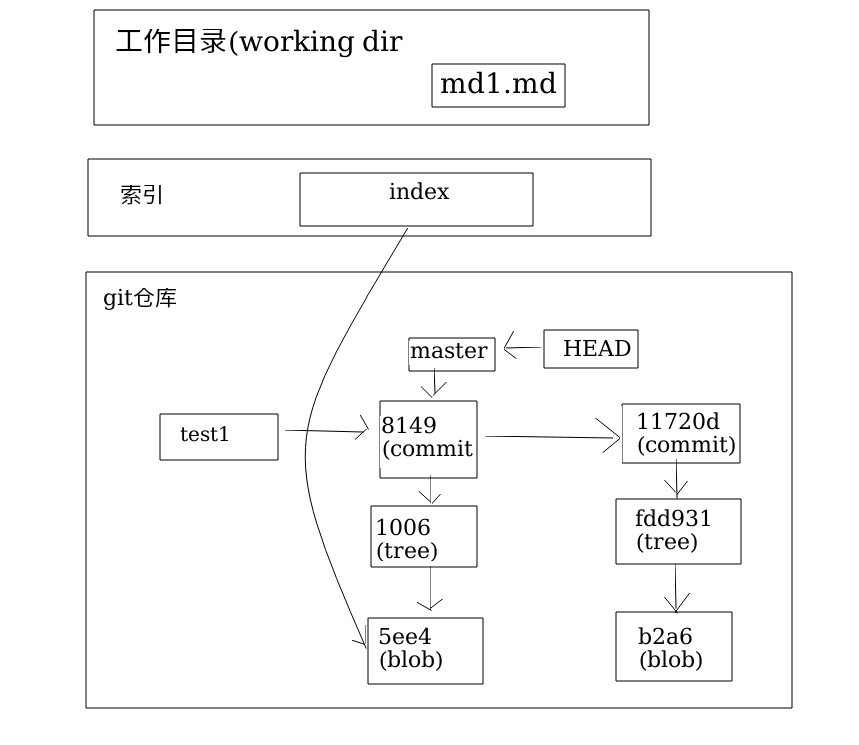 工作目录(working dir
md1.md
索引
index
git仓库
master
HEAD
test1
8149
(commit
11720d
(commit)
1006
(tree)
fdd931
(tree)
5ee4
(blob)
b2a6
(blob)